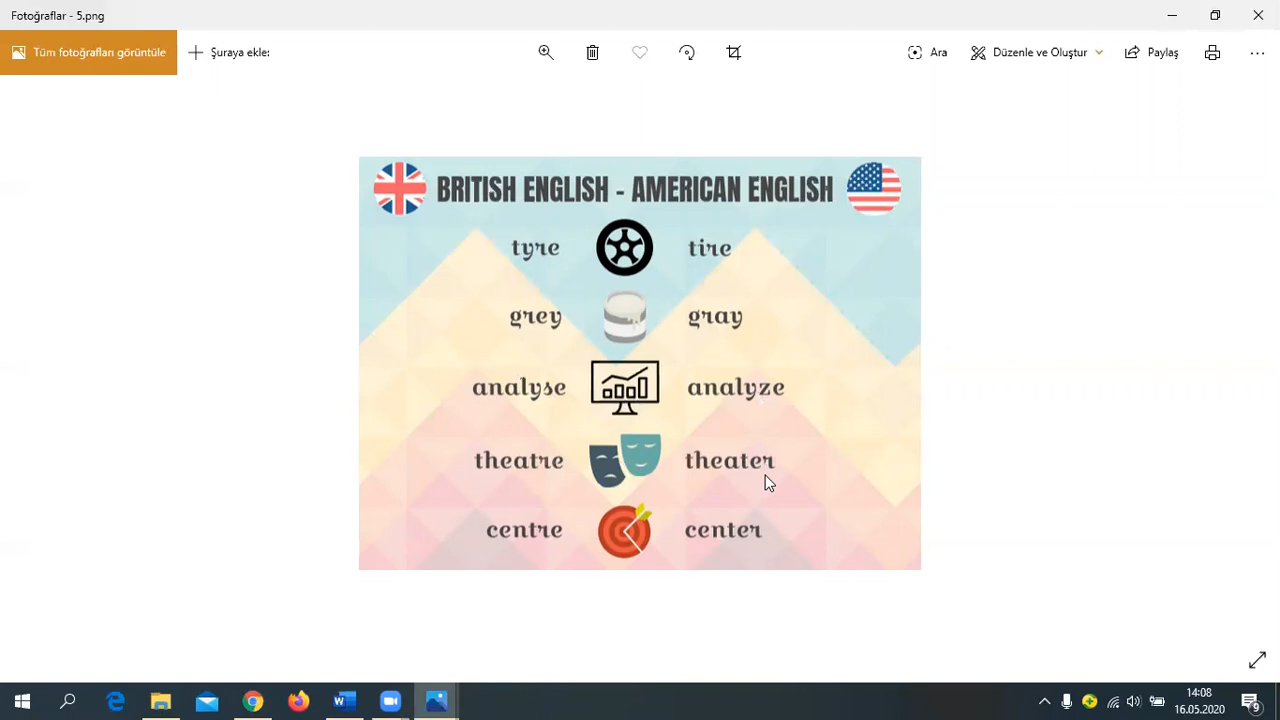 Fotoğraflar - 5.png
Tüm fotoğrafları görüntüle
Şuraya ekle:
Ara
Düzenle ve Oluştur
Paylaş
BRITISH ENGLISH - AMERICAN ENGLISH
tyre tire
grey gray
analyse analyze
theatre theater
centre center
14:08
16.05.2020
9